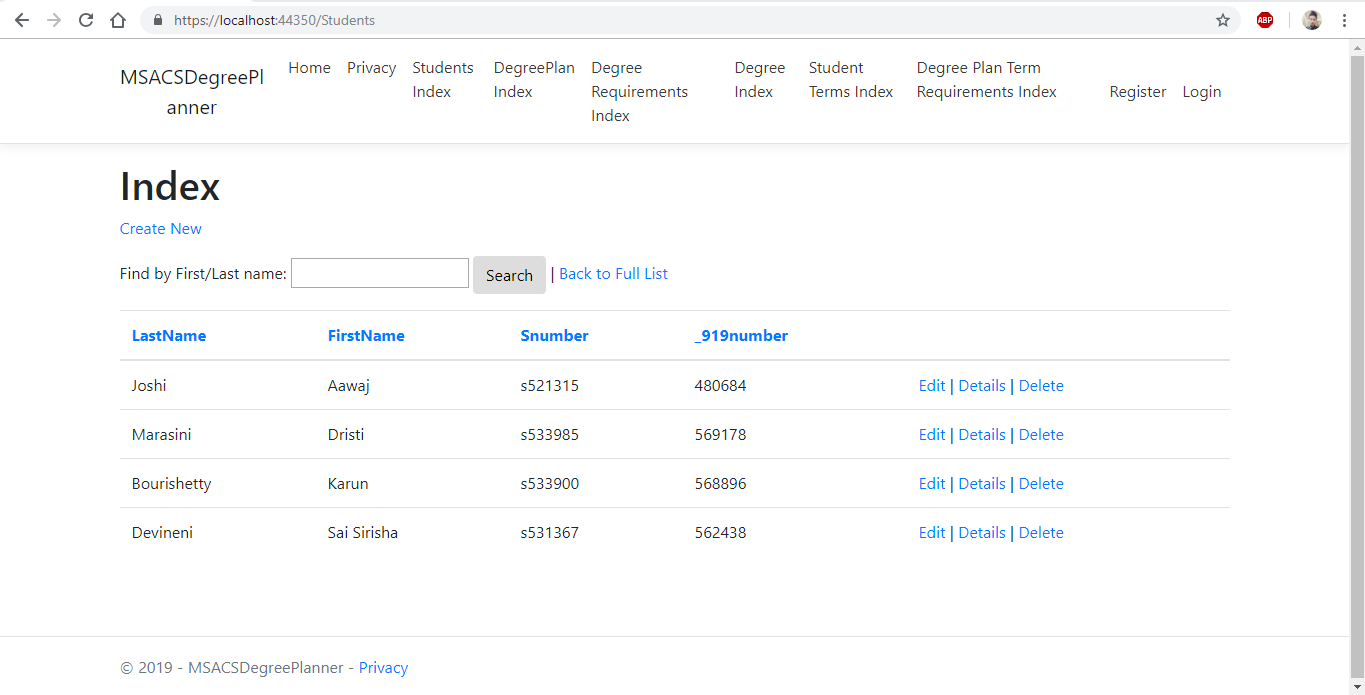 https://localhost:44350/Students
ABP
MSACSDegreePl
anner
Home
Privacy
Students
Index
DegreePlan
Index
Degree
Requirements
Index
Degree
Index
Student
Terms Index
Degree Plan Term
Requirements Index
Register
Login
Index
Create New
Find by First/Last name: Search | Back to Full List
LastName FirstName Snumber _919number
Joshi Aawaj s521315 480684 Edit | Details | Delete
Marasini Dristi s533985 569178 Edit | Details | Delete
Bourishetty Karun s533900 568896 Edit | Details | Delete
Devineni Sai Sirisha s531367 562438 Edit | Details | Delete
© 2019 - MSACSDegreePlanner - Privacy